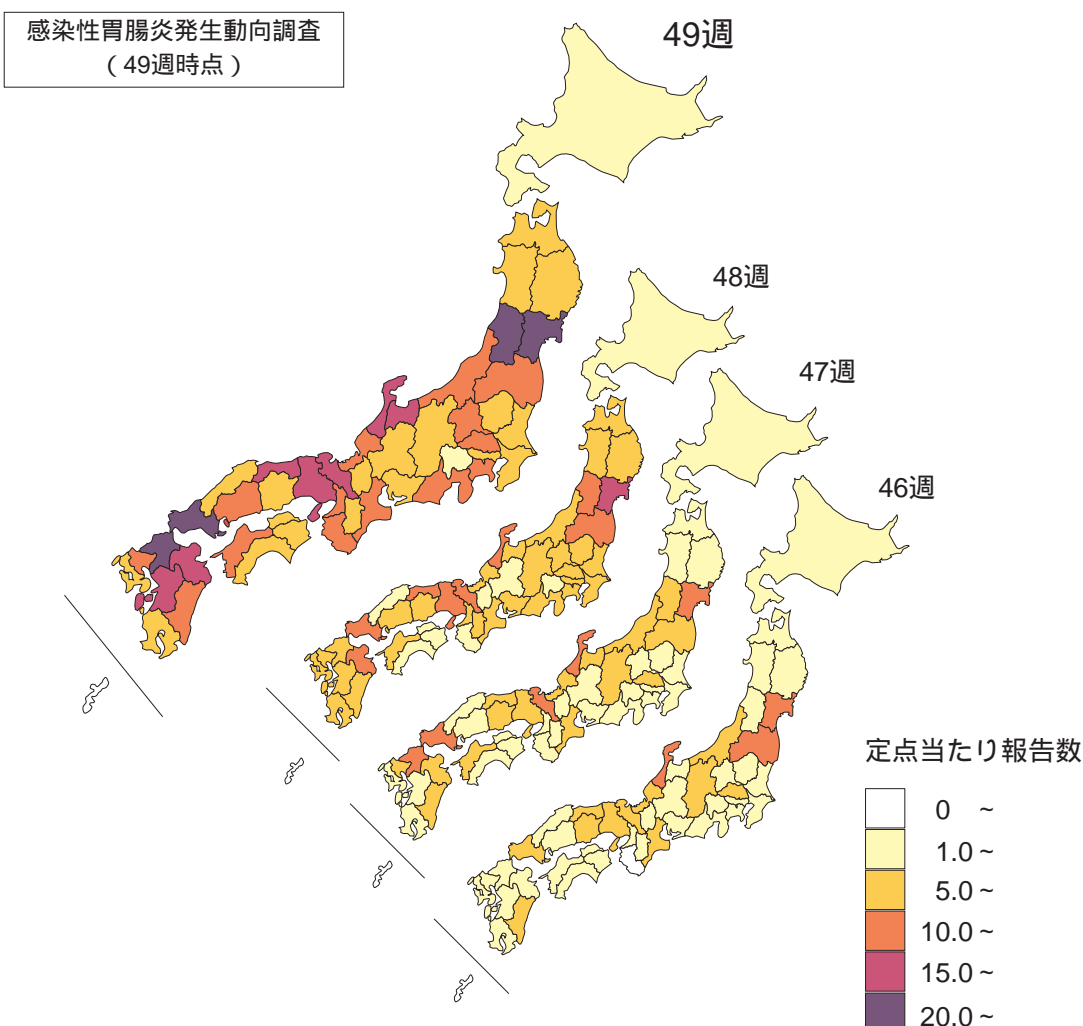 感染性胃腸炎発生動向調査
(49週時点)
49週
48週
47週
46週
定点当たり報告数
0 ~
1.0 ~
5.0 ~
10.0 ~
15.0 ~
20.0 ~